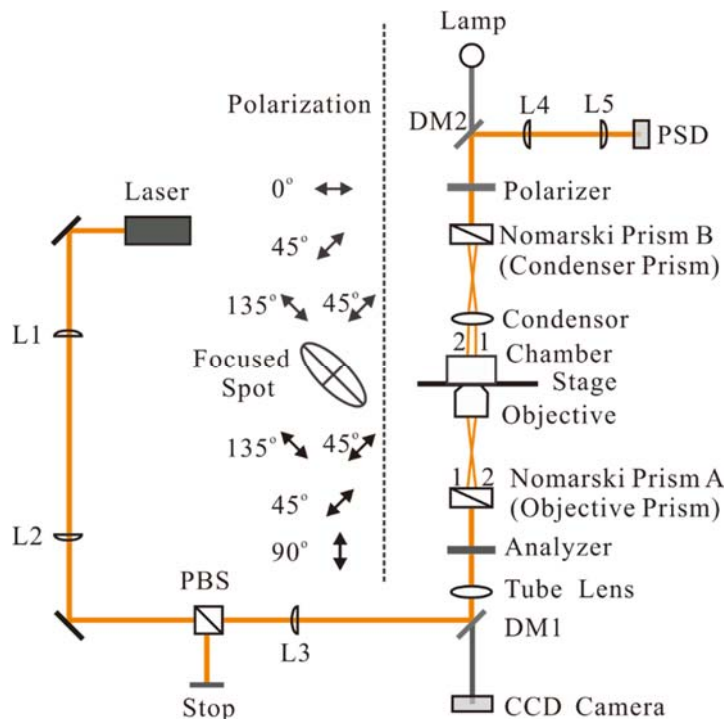 Lamp
Polarization
DM2
L4
L5
PSD
Laser
0°
Polarizer
45°
Nomarski Prism B
(Condenser Prism)
135°
45°
L1
Condensor
2
1
Chamber
Focused
Spot
Stage
Objective
135°
45°
1
2
Nomarski Prism A
(Objective Prism)
45°
L2
90°
Analyzer
PBS
Tube Lens
L3
DM1
Stop
CCD Camera